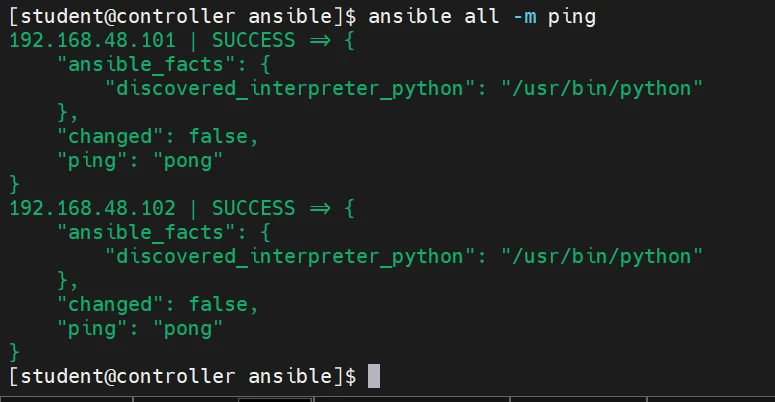 [student@controller ansible]$ ansible all -m ping
192.168.48.101 | SUCCESS => {
    "ansible_facts": {
        "discovered_interpreter_python": "/usr/bin/python"
    },
    "changed": false,
    "ping": "pong"
}
192.168.48.102 | SUCCESS => {
    "ansible_facts": {
        "discovered_interpreter_python": "/usr/bin/python"
    },
    "changed": false,
    "ping": "pong"
}
[student@controller ansible]$